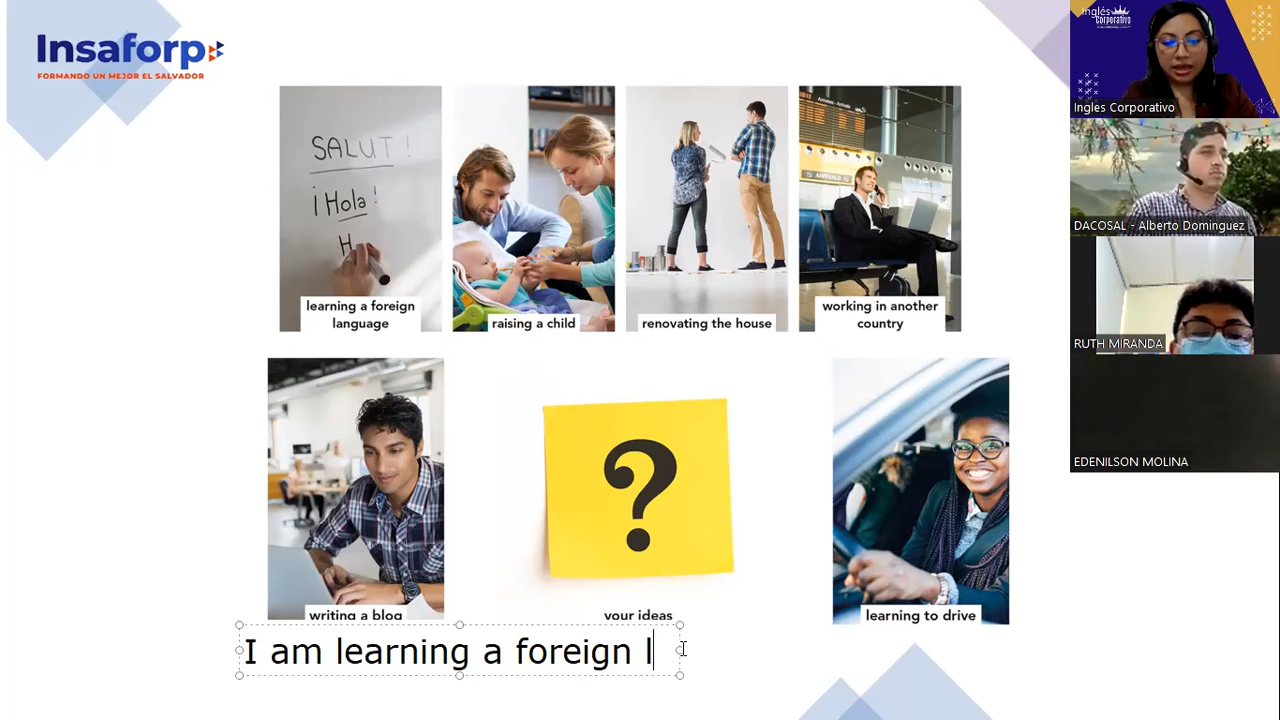 Insaforp
FORMANDO UN MEJOR EL SALVADOR
SALUT !
¡Hola !
H
learning a foreign
language
raising a child
renovating the house
ARRIVALS
working in another
country
writing a blog
?
your ideas
learning to drive
I am learning a foreign l
Inglés
Corporativo
Ingles Corporativo
DACOSAL - Alberto Dominguez
RUTH MIRANDA
EDENILSON MOLINA